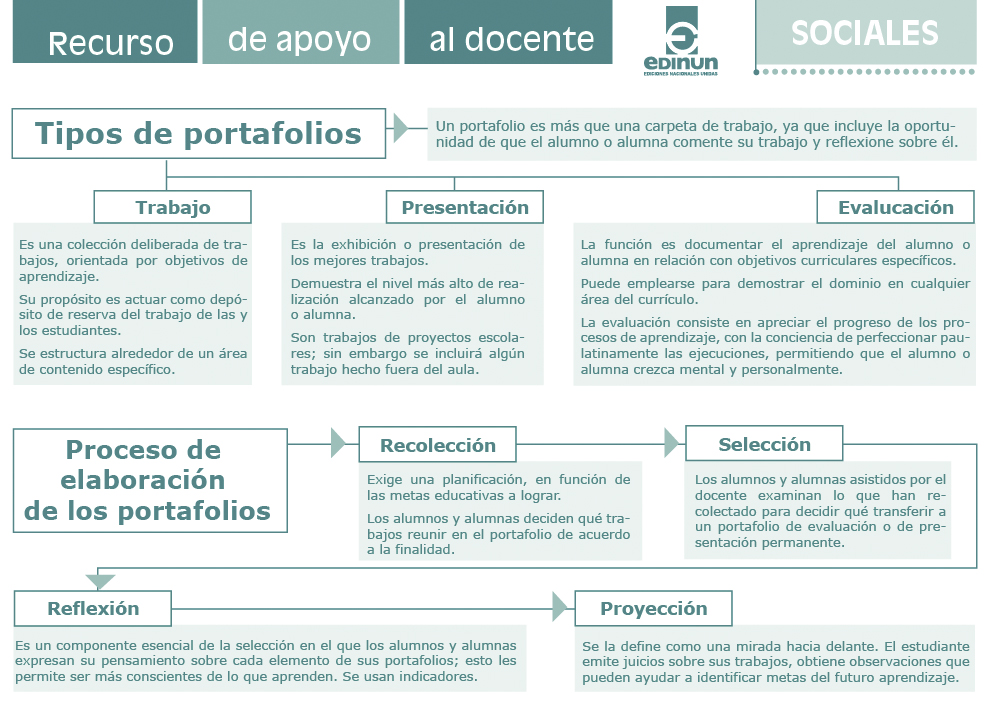 Recurso
de apoyo
al docente
EDINUN
EDICIONES NACIONALES UNIDAS
SOCIALES
Tipos de portafolios
Un portafolio es más que una carpeta de trabajo, ya que incluye la oportu-
nidad de que el alumno o alumna comente su trabajo y reflexione sobre él.
Trabajo
Es una colección deliberada de tra-
bajos, orientada por objetivos de
aprendizaje.
Su propósito es actuar como depó-
sito de reserva del trabajo de las y
los estudiantes.
Se estructura alrededor de un área
de contenido específico.
Presentación
Es la exhibición o presentación de
los mejores trabajos.
Demuestra el nivel más alto de rea-
lización alcanzado por el alumno
o alumna.
Son trabajos de proyectos escola-
res; sin embargo se incluirá algún
trabajo hecho fuera del aula.
Evalucación
La función es documentar el aprendizaje del alumno o
alumna en relación con objetivos curriculares específicos.
Puede emplearse para demostrar el dominio en cualquier
área del currículo.
La evaluación consiste en apreciar el progreso de los pro-
cesos de aprendizaje, con la conciencia de perfeccionar pau-
latinamente las ejecuciones, permitiendo que el alumno o
alumna crezca mental y personalmente.
Proceso de
elaboración
de los portafolios
Recolección
Exige una planificación, en función de
las metas educativas a lograr.
Los alumnos y alumnas deciden qué tra-
bajos reunir en el portafolio de acuerdo
a la finalidad.
Selección
Los alumnos y alumnas asistidos por el
docente examinan lo que han re-
colectado para decidir qué transferir a
un portafolio de evaluación o de pre-
sentación permanente.
Reflexión
Es un componente esencial de la selección en el que los alumnos y alumnas
expresan su pensamiento sobre cada elemento de sus portafolios; esto les
permite ser más conscientes de lo que aprenden. Se usan indicadores.
Proyección
Se la define como una mirada hacia delante. El estudiante
emite juicios sobre sus trabajos, obtiene observaciones que
pueden ayudar a identificar metas del futuro aprendizaje.